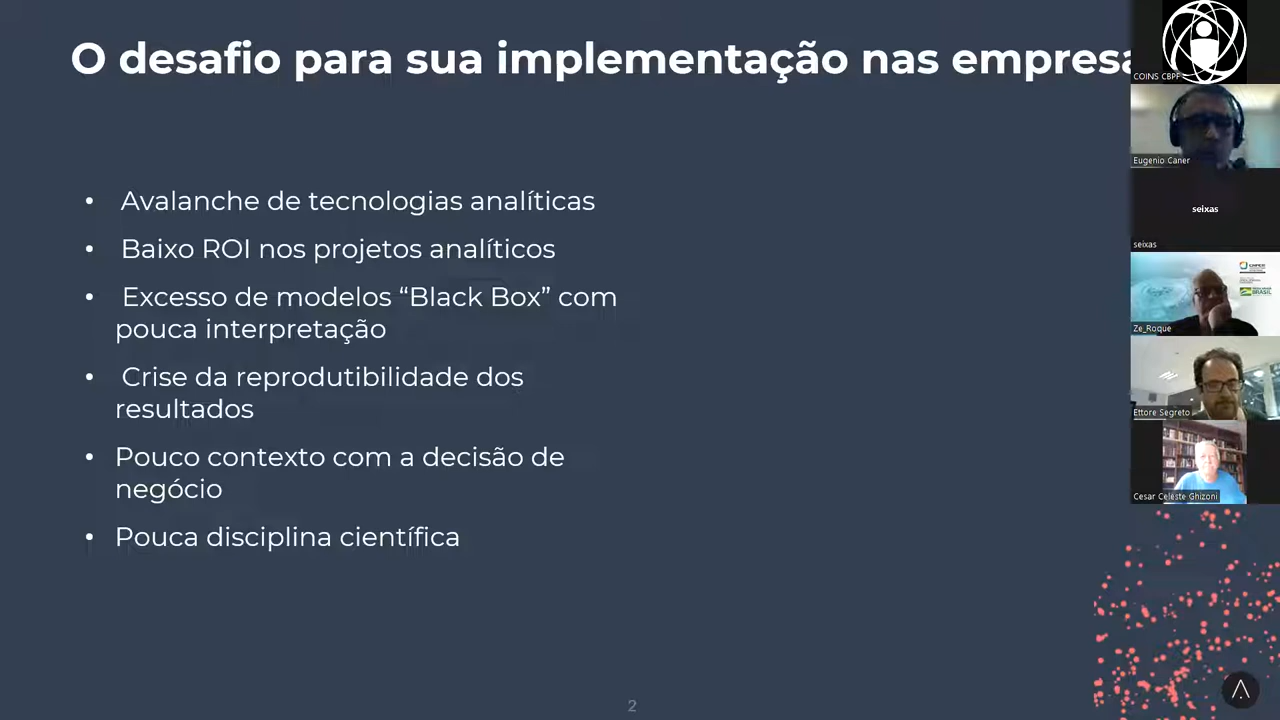 O desafio para sua implementação nas empresa
• Avalanche de tecnologias analíticas
• Baixo ROI nos projetos analíticos
• Excesso de modelos “Black Box” com
pouca interpretação
• Crise da reprodutibilidade dos
resultados
• Pouco contexto com a decisão de
negócio
• Pouca disciplina científica
2
COINS CBPF
Eugenio Caner
seixas
seixas
BRASIL
Ze_Roque
Ettore Segreto
Cesar Celeste Ghizoni